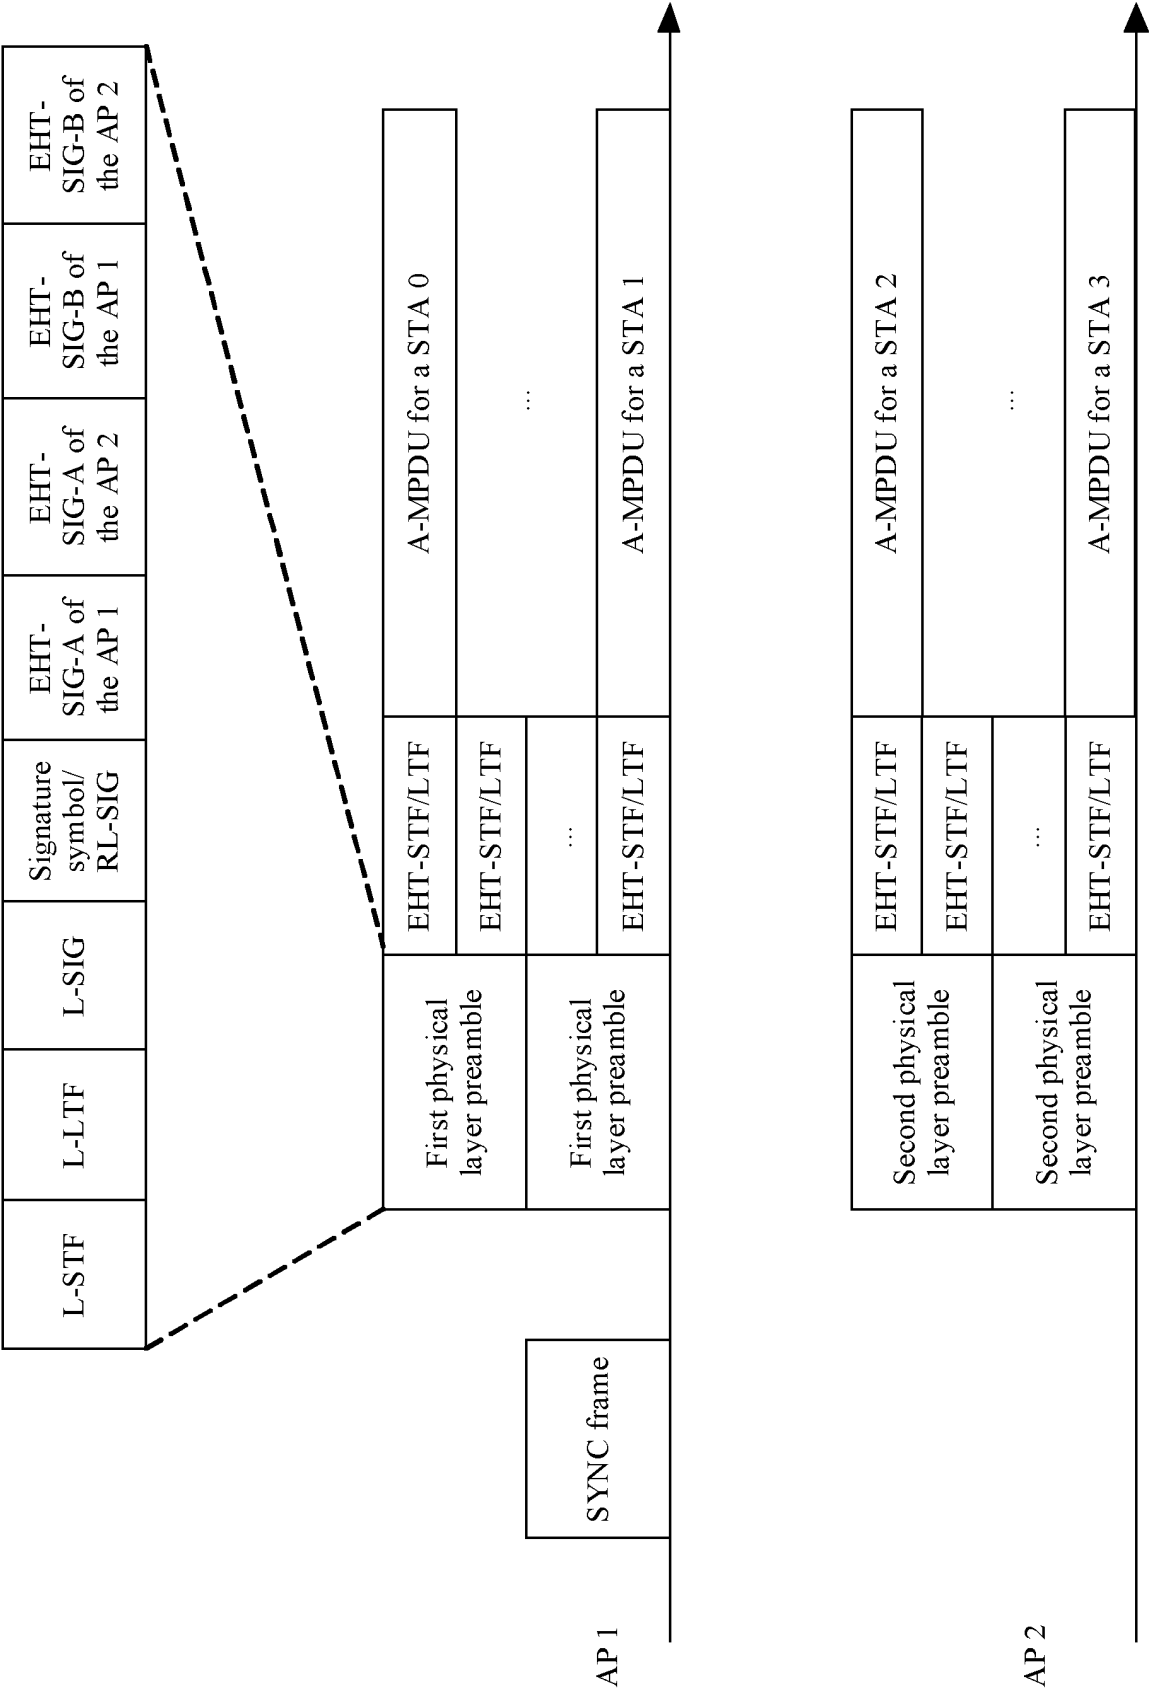 L-STF
L-LTF
L-SIG
Signature
symbol/
RL-SIG
EHT-
SIG-A of
the AP 1
EHT-
SIG-A of
the AP 2
EHT-
SIG-B of
the AP 1
EHT-
SIG-B of
the AP 2
AP 1
SYNC frame
First physical
layer preamble
First physical
layer preamble
EHT-STF/LTF
EHT-STF/LTF
...
EHT-STF/LTF
A-MPDU for a STA 0
...
A-MPDU for a STA 1
AP 2
Second physical
layer preamble
Second physical
layer preamble
EHT-STF/LTF
EHT-STF/LTF
...
EHT-STF/LTF
A-MPDU for a STA 2
...
A-MPDU for a STA 3